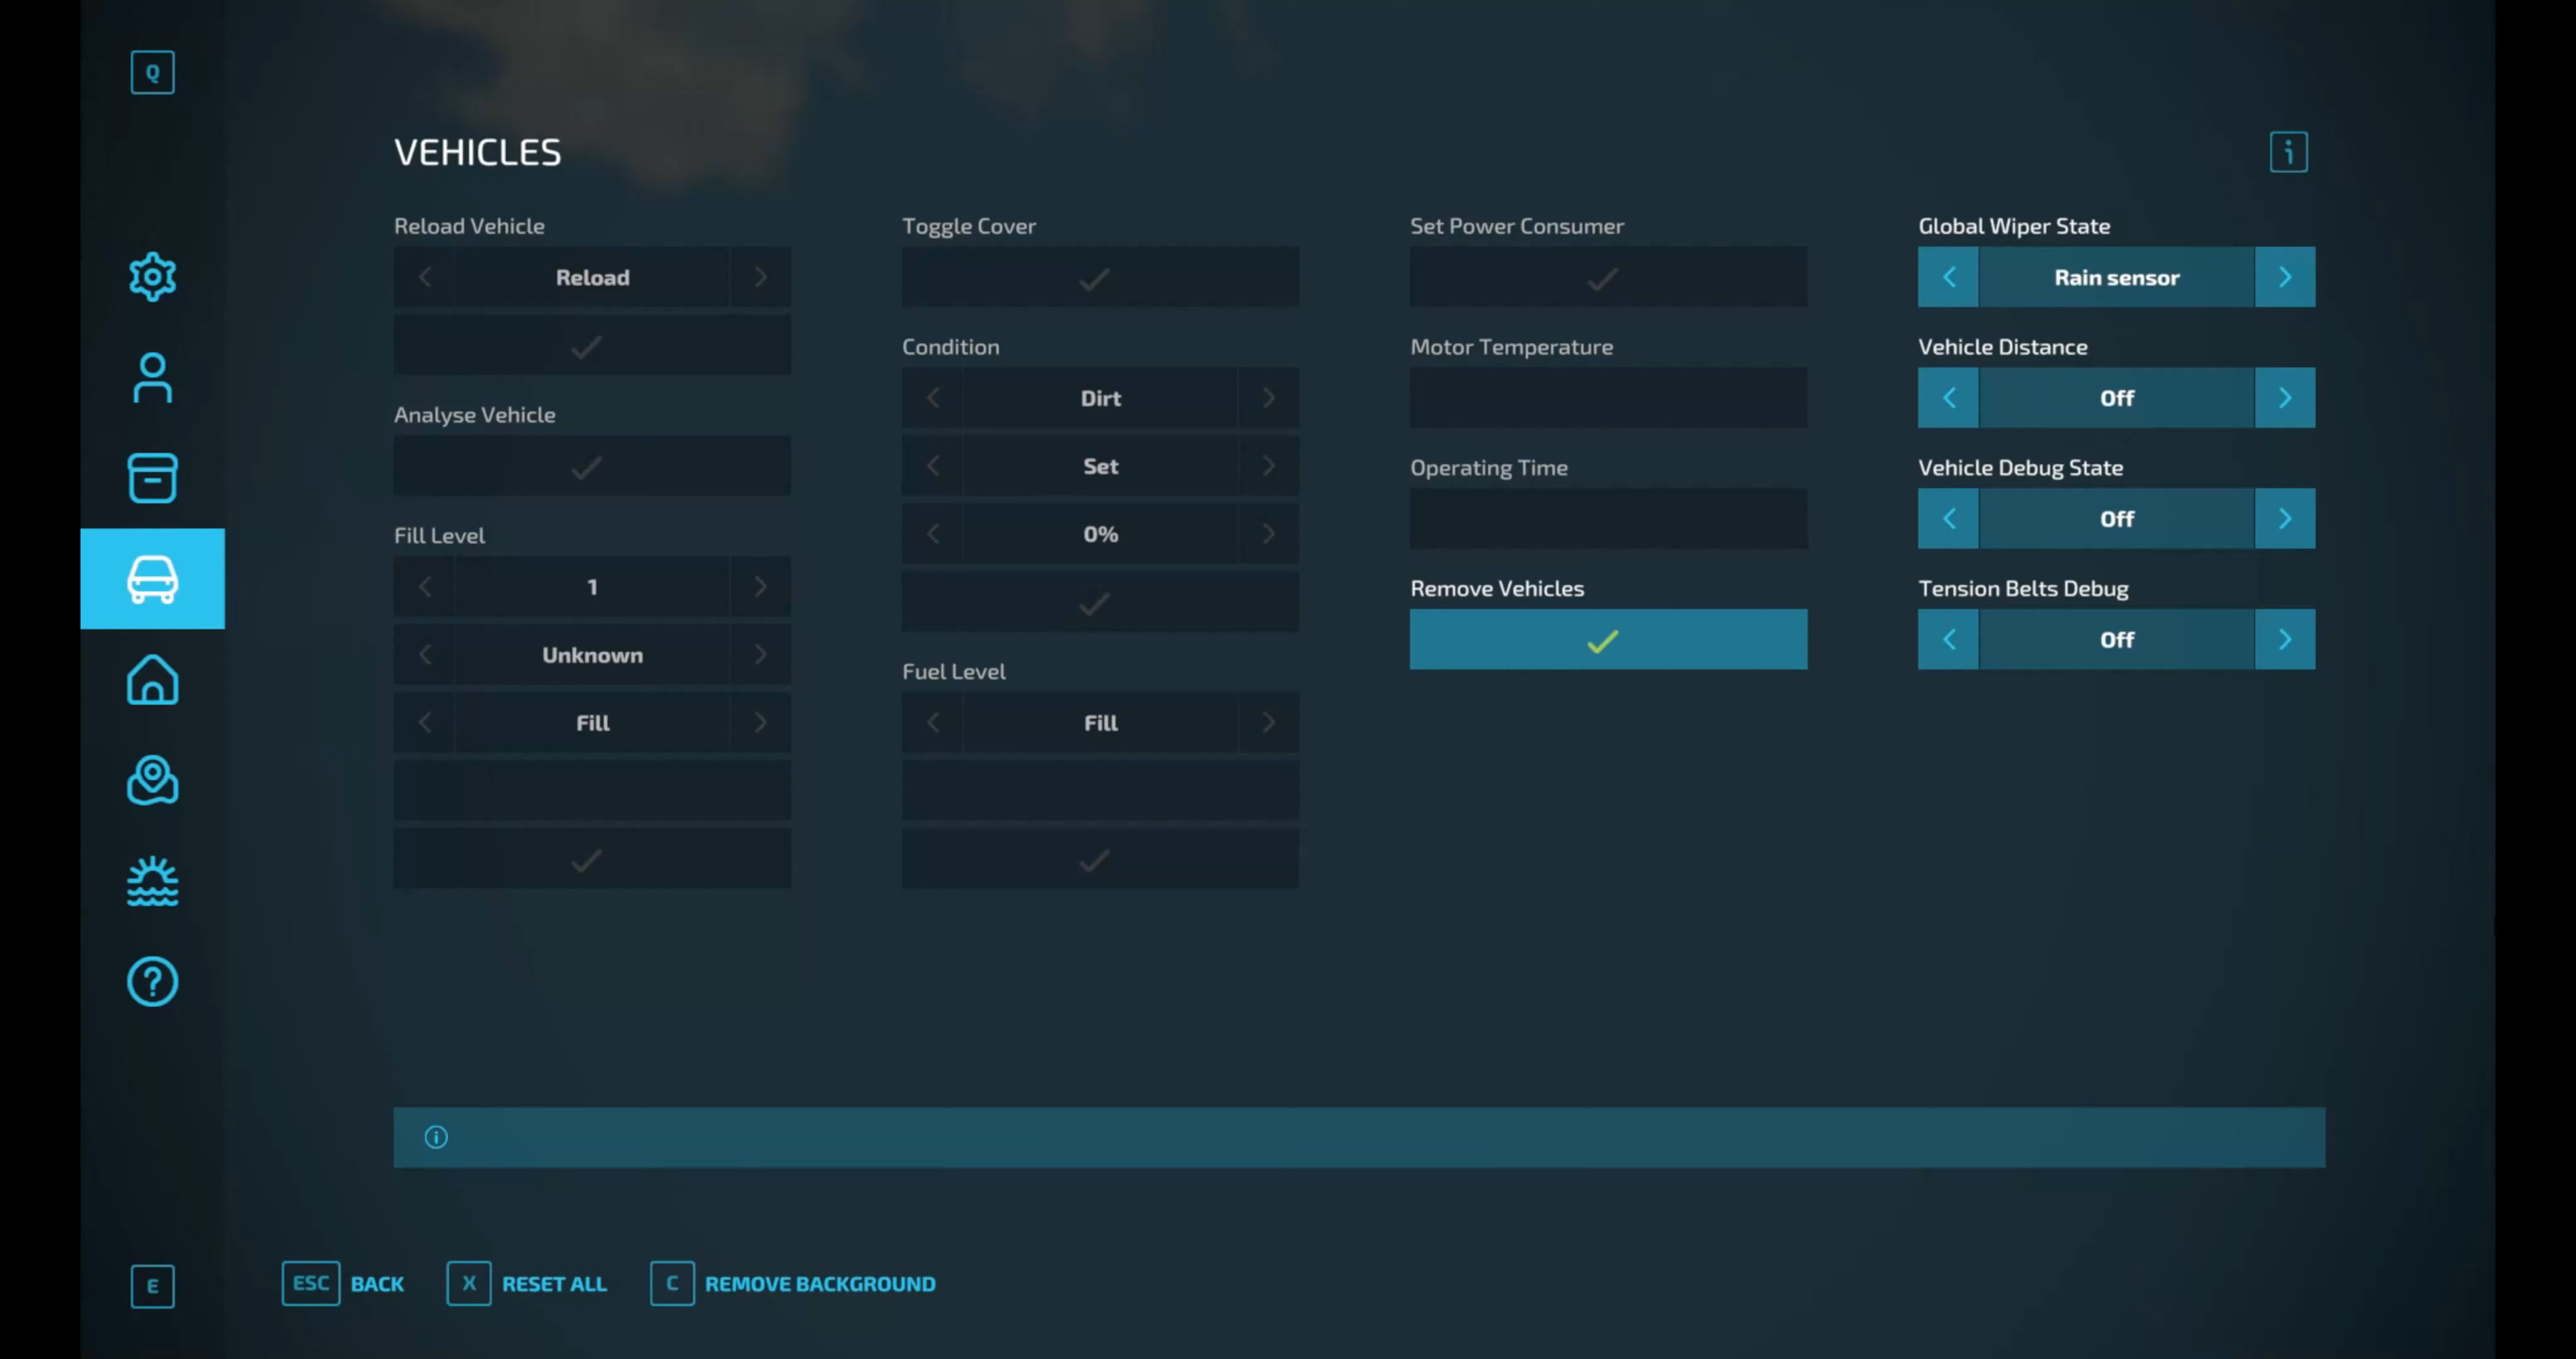 Q
VEHICLES
Reload Vehicle
Reload
Analyse Vehicle
Fill Level
1
Unknown
Fill
Toggle Cover
Condition
Dirt
Set
0%
Fuel Level
Fill
Set Power Consumer
Motor Temperature
Operating Time
Remove Vehicles
Global Wiper State
Rain sensor
Vehicle Distance
Off
Vehicle Debug State
Off
Tension Belts Debug
Off
E
ESC BACK X RESET ALL C REMOVE BACKGROUND